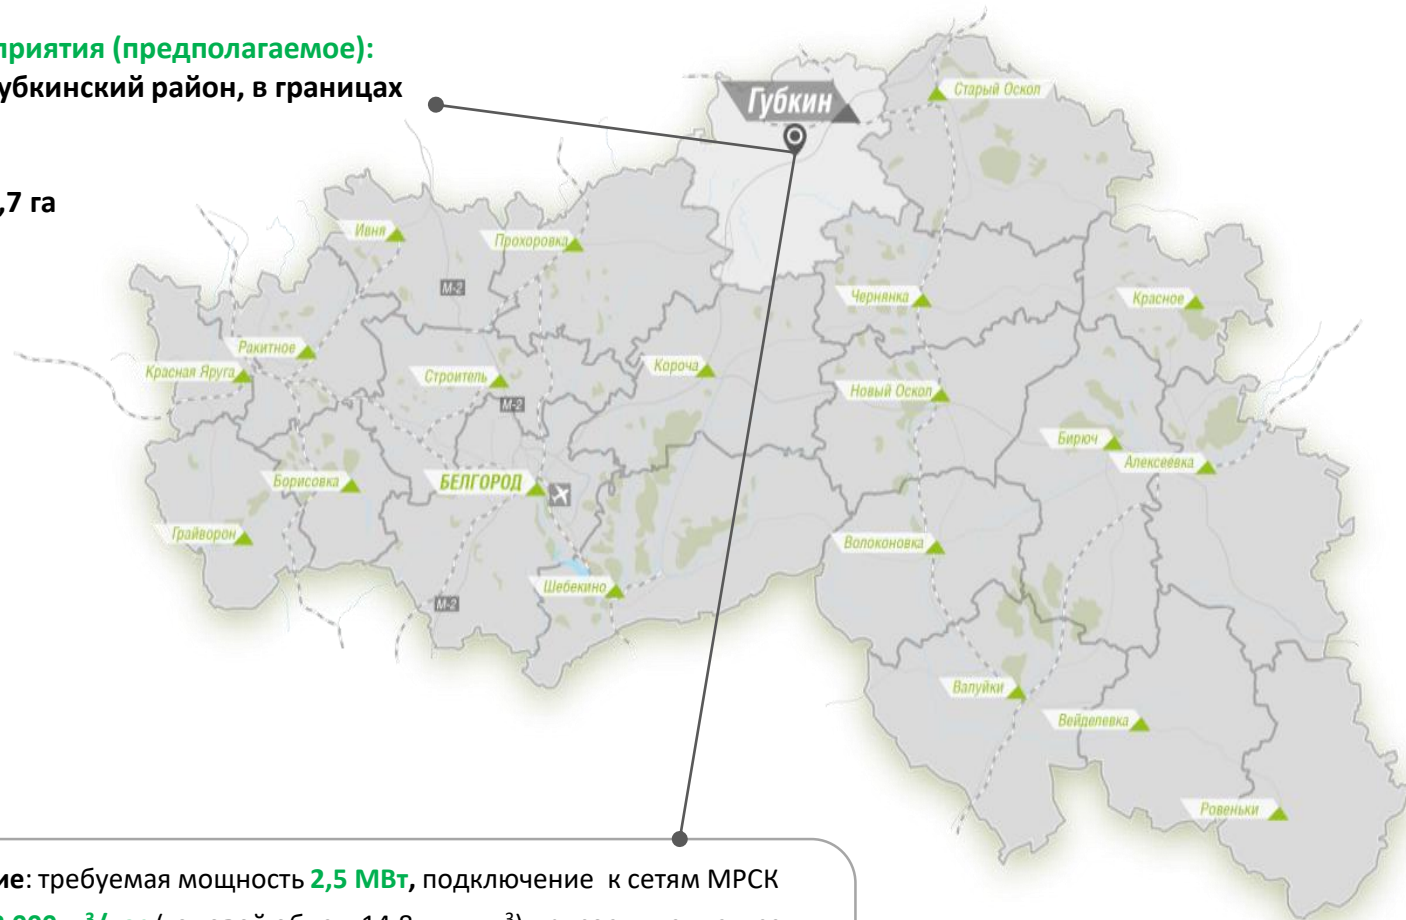 приятия (предполагаемое):
убкинский район, в границах
,7 га
Губкин
Старый Оскол
Ивня
Прохоровка
М-2
Чернянка
Красное
Ракитное
Красная Яруга
Строитель
Короча
Новый Оскол
М-2
Бирюч
Алексеевка
Борисовка
БЕЛГОРОД
Грайворон
Волоконовка
Шебекино
М-2
Валуйки
Вейделевка
Ровеньки
ие: требуемая мощность 2,5 МВт, подключение к сетям МРСК